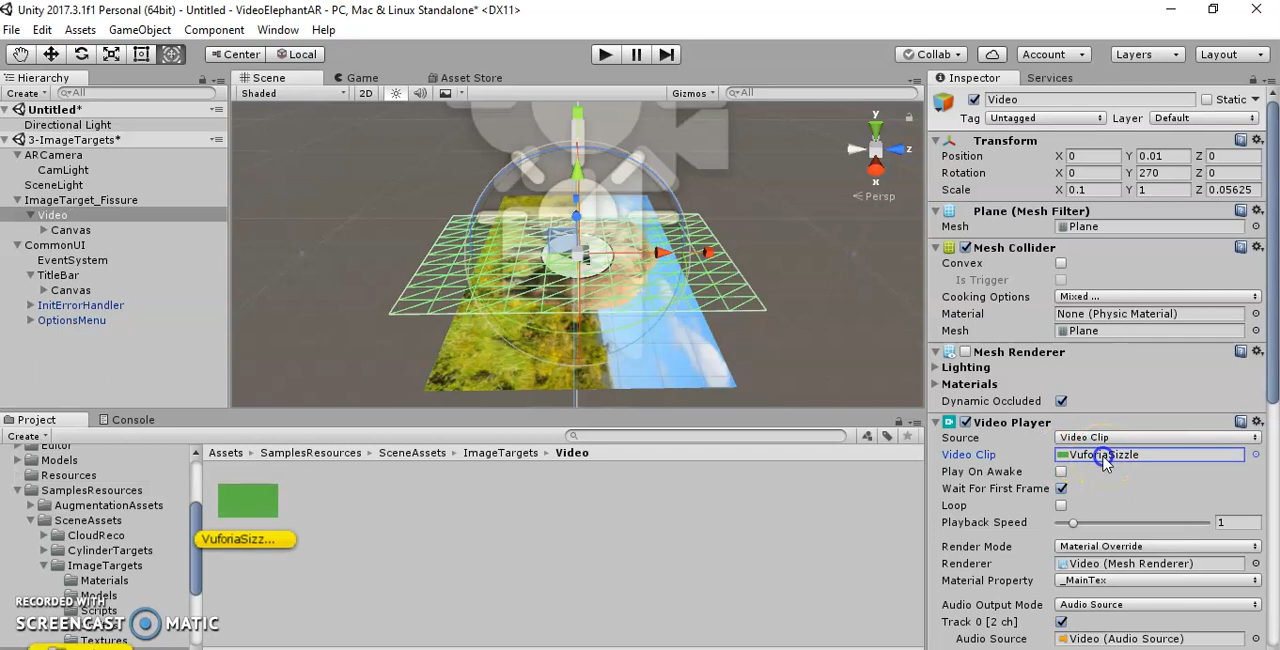 Unity 2017.3.1f1 Personal (64bit) - Untitled - VideoElephantAR - PC, Mac & Linux Standalone* <DX11>
File Edit Assets GameObject Component Window Help
Center Local Collab Account Layers Layout
Hierarchy
Create All
Untitled*
Directional Light
3-ImageTargets*
ARCamera
CamLight
SceneLight
ImageTarget_Fissure
Video
Canvas
CommonUI
EventSystem
TitleBar
Canvas
InitErrorHandler
OptionsMenu
Scene Game Asset Store
Shaded 2D Gizmos All
y
z
x
Persp
Project Console
Create
Editor
Models
Resources
SamplesResources
AugmentationAssets
SceneAssets
CloudReco
CylinderTargets
ImageTargets
Materials
Models
Scripts
Textures
Assets SamplesResources SceneAssets ImageTargets Video
VuforiaSizz...
RECORDED WITH
SCREENCAST MATIC
Inspector Services
Video Static
Tag Untagged Layer Default
Transform
Position X 0 Y 0.01 Z 0
Rotation X 0 Y 270 Z 0
Scale X 0.1 Y 1 Z 0.05625
Plane (Mesh Filter)
Mesh Plane
Mesh Collider
Convex
Is Trigger
Cooking Options Mixed ...
Material None (Physic Material)
Mesh Plane
Mesh Renderer
Lighting
Materials
Dynamic Occluded
Video Player
Source Video Clip
Video Clip VuforiaSizzle
Play On Awake
Wait For First Frame
Loop
Playback Speed 1
Render Mode Material Override
Renderer Video (Mesh Renderer)
Material Property _MainTex
Audio Output Mode Audio Source
Track 0 [2 ch]
Audio Source Video (Audio Source)